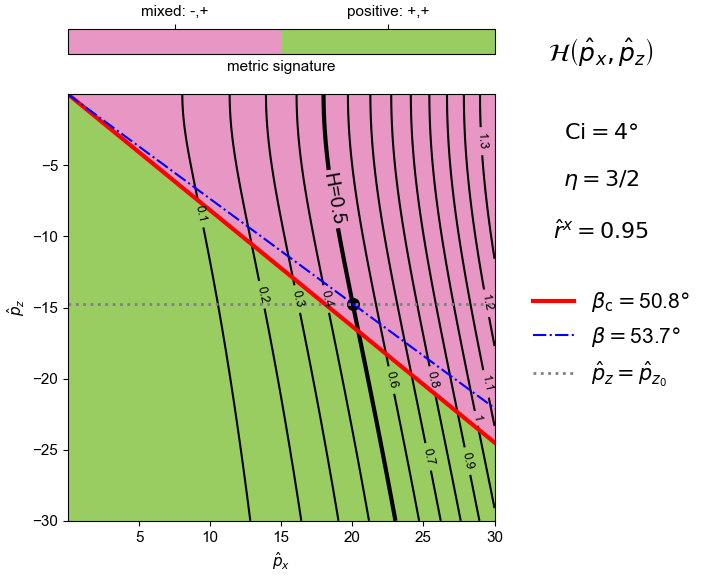 mixed: -,+ positive: +,+
metric signature
ℋ(p̂ₓ, p̂_z)
Ci = 4°
η = 3/2
r̂ˣ = 0.95
β_c = 50.8°
β = 53.7°
p̂_z = p̂_z₀
H=0.5
0.1
0.2
0.3
0.4
0.6
0.7
0.8
0.9
1
1.1
1.2
1.3
−5
−10
−15
−20
−25
−30
p̂_z
5 10 15 20 25 30
p̂ₓ